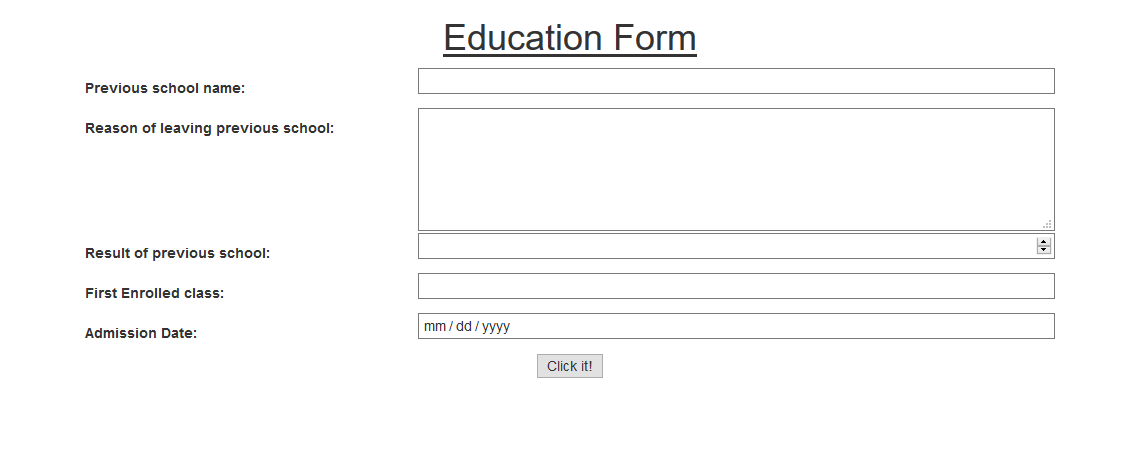 Education Form
Previous school name:
Reason of leaving previous school:
Result of previous school:
First Enrolled class:
Admission Date:
mm / dd / yyyy
Click it!